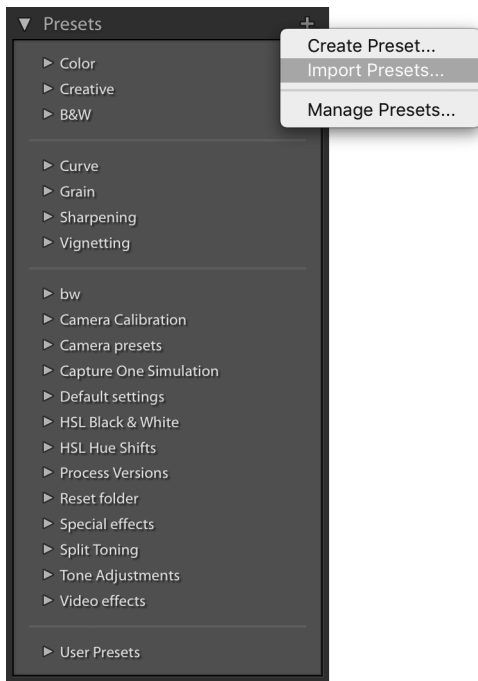 Presets
Create Preset...
Import Presets...
Manage Presets...
Color
Creative
B&W
Curve
Grain
Sharpening
Vignetting
bw
Camera Calibration
Camera presets
Capture One Simulation
Default settings
HSL Black & White
HSL Hue Shifts
Process Versions
Reset folder
Special effects
Split Toning
Tone Adjustments
Video effects
User Presets